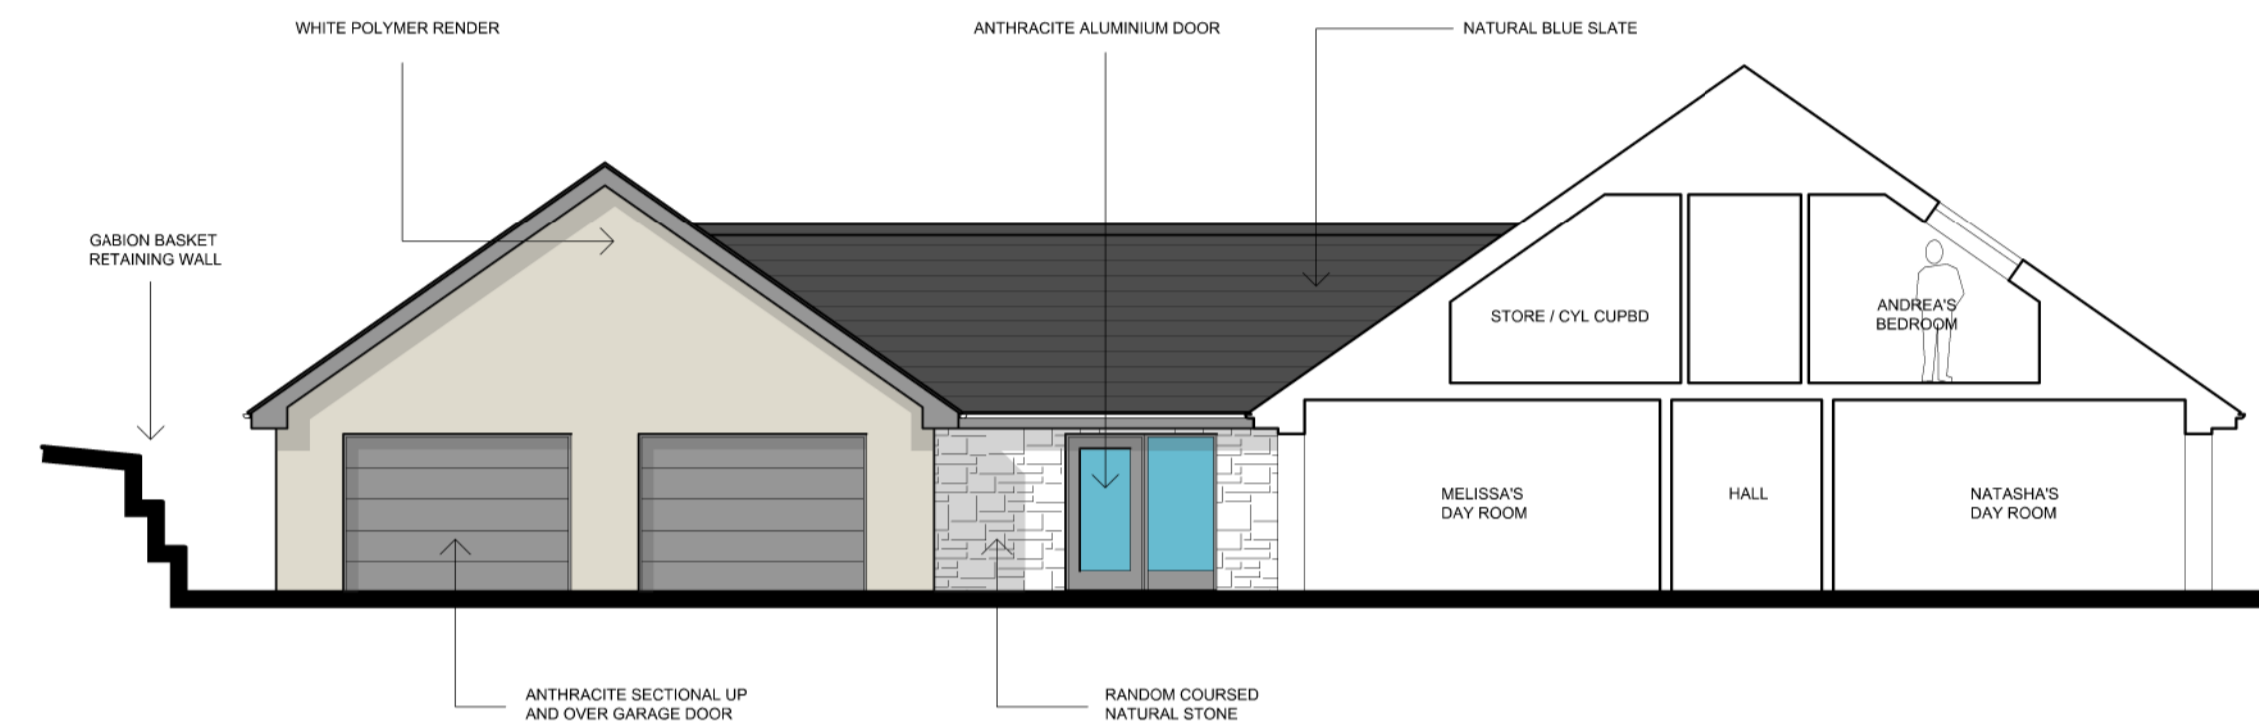 WHITE POLYMER RENDER
ANTHRACITE ALUMINIUM DOOR
NATURAL BLUE SLATE
GABION BASKET
RETAINING WALL
STORE / CYL CUPBD
ANDREA'S
BEDROOM
MELISSA'S
DAY ROOM
HALL
NATASHA'S
DAY ROOM
ANTHRACITE SECTIONAL UP
AND OVER GARAGE DOOR
RANDOM COURSED
NATURAL STONE